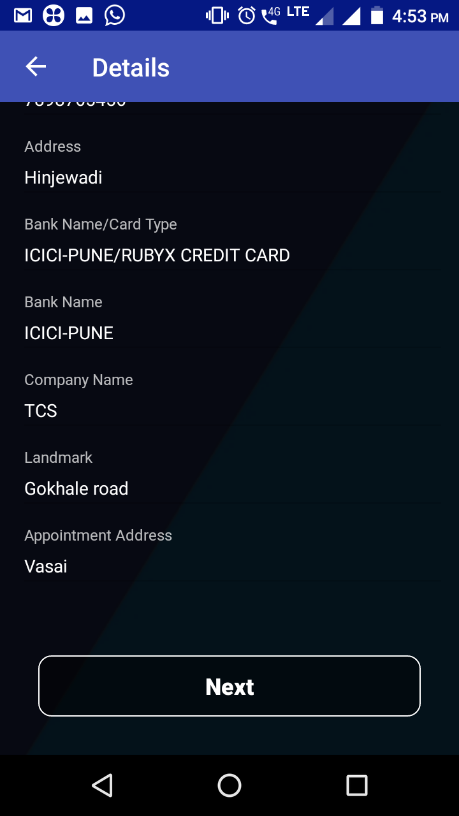 4G LTE 4:53 PM
Details
Address
Hinjewadi
Bank Name/Card Type
ICICI-PUNE/RUBYX CREDIT CARD
Bank Name
ICICI-PUNE
Company Name
TCS
Landmark
Gokhale road
Appointment Address
Vasai
Next